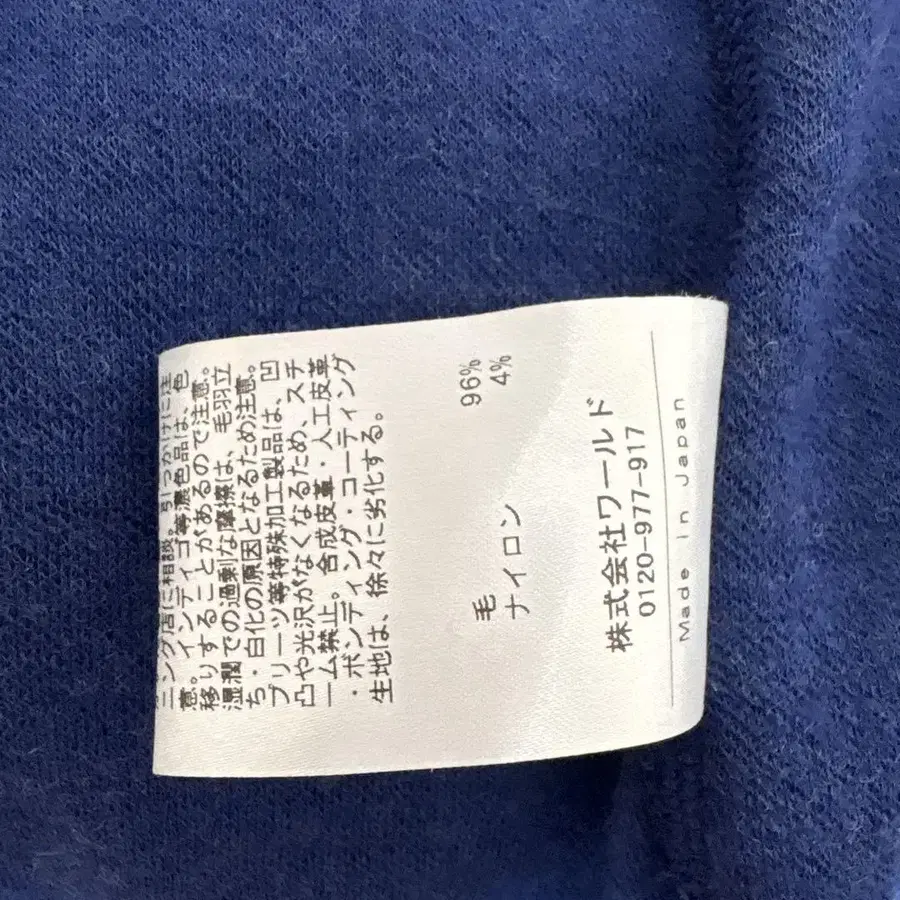 ニング店に相談。引っかけに注
意。インディゴ等濃色品は、色
移りすることがあるので注意。
湿潤での過剰な摩擦は、毛羽立
ち・白化の原因となるため注意。
プリーツ等特殊加工製品は、凹
凸や光沢がなくなるため、スチ
ーム禁止。 合成皮革・人工皮革
・ボンディング・コーティング
生地は、徐々に劣化する。
毛 96%
ナイロン 4%
株式会社ワールド
0120-977-917
Made in Japan